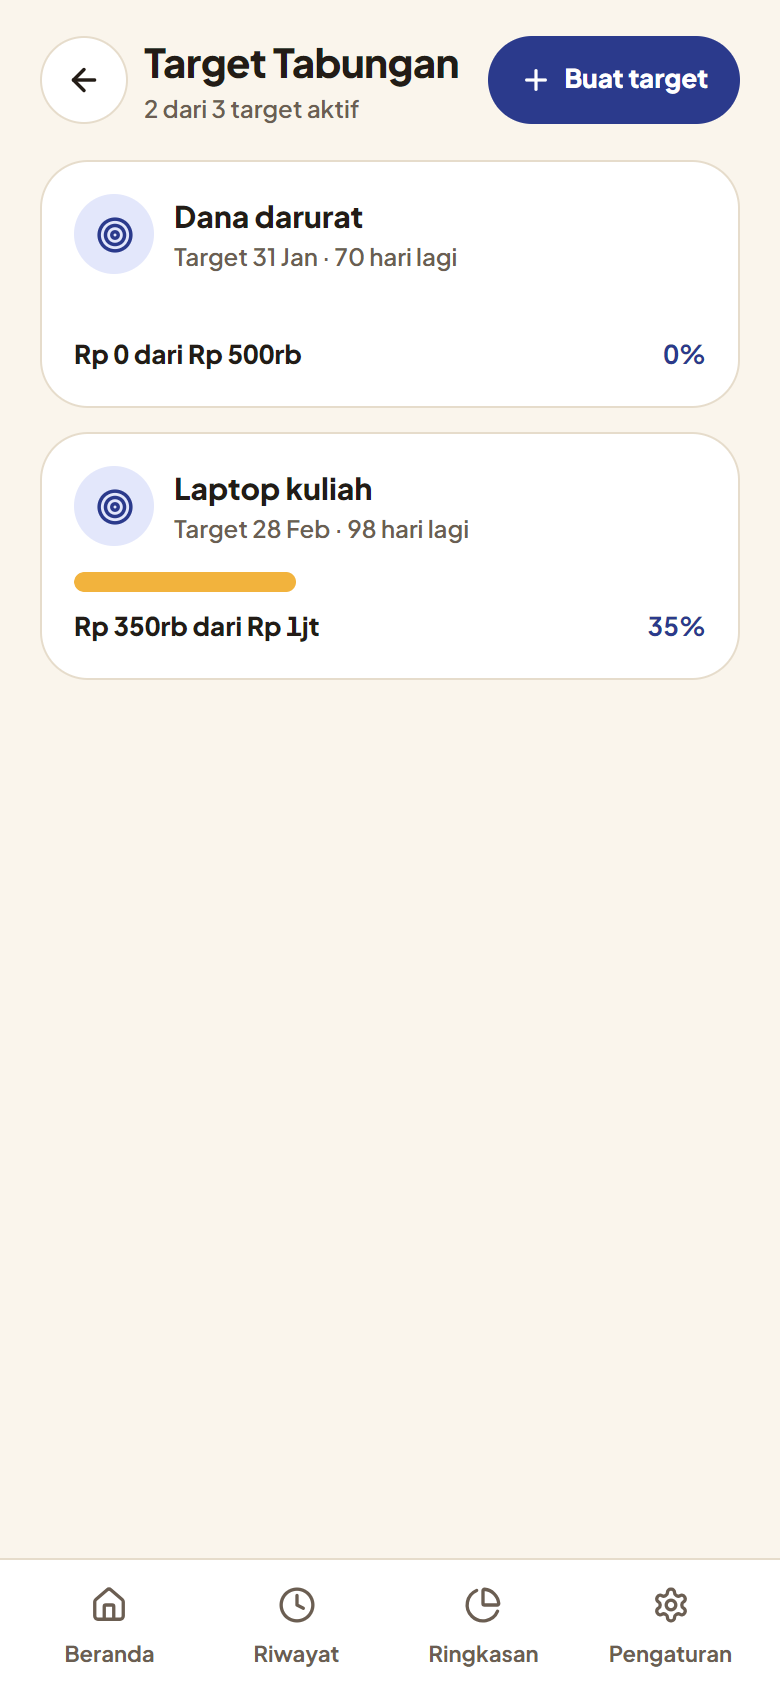 Target Tabungan
2 dari 3 target aktif
Buat target
Dana darurat
Target 31 Jan · 70 hari lagi
Rp 0 dari Rp 500rb
0%
Laptop kuliah
Target 28 Feb · 98 hari lagi
Rp 350rb dari Rp 1jt
35%
Beranda
Riwayat
Ringkasan
Pengaturan